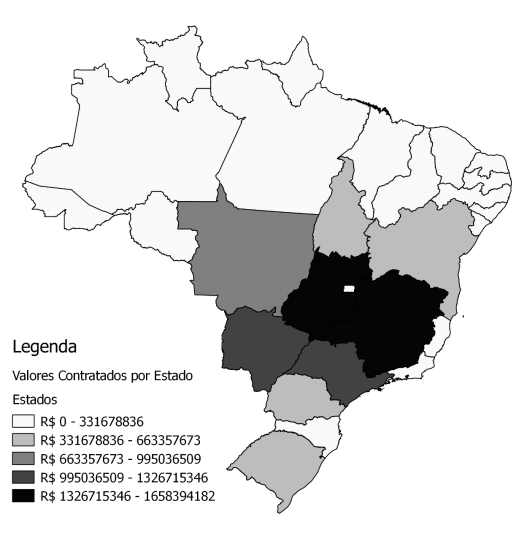 Legenda
Valores Contratados por Estado
Estados
R$ 0 - 331678836
R$ 331678836 - 663357673
R$ 663357673 - 995036509
R$ 995036509 - 1326715346
R$ 1326715346 - 1658394182